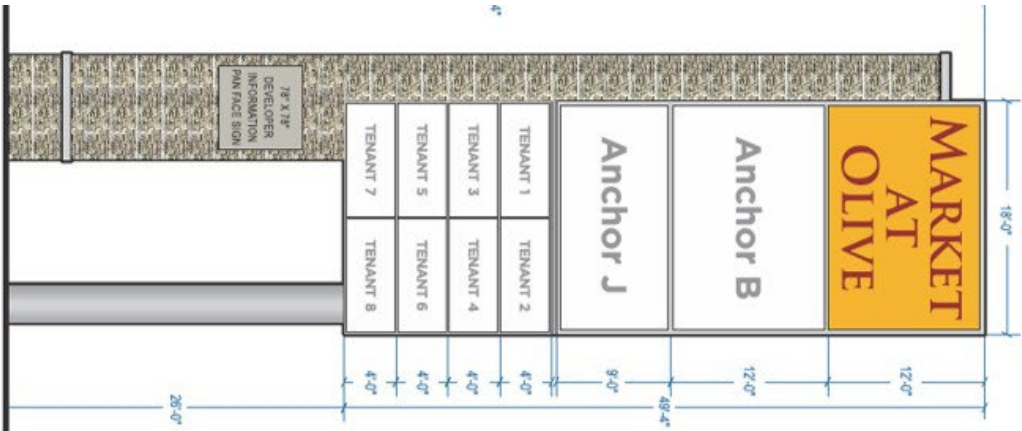 4"
18'-0"
MARKET
AT
OLIVE
12'-0"
Anchor B
12'-0"
Anchor J
9'-0"
49'-4"
TENANT 1 TENANT 2
4'-0"
TENANT 3 TENANT 4
4'-0"
TENANT 5 TENANT 6
4'-0"
TENANT 7 TENANT 8
4'-0"
DEVELOPER
INFORMATION
PAN FACE SIGN
26'-0"